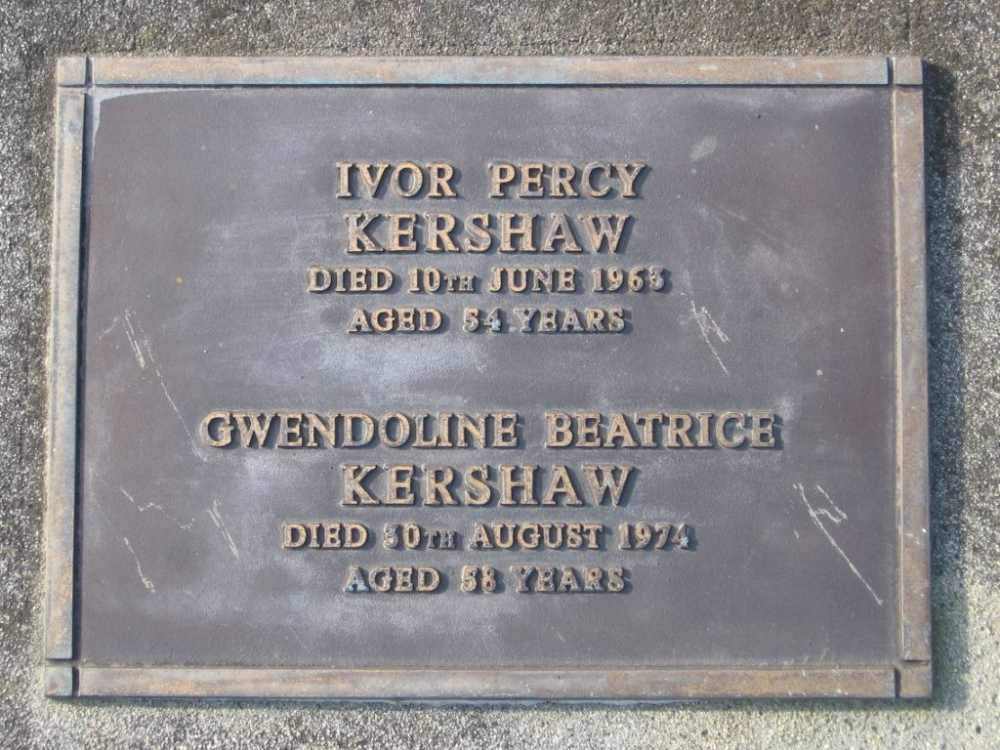 IVOR PERCY
KERSHAW
DIED 10TH JUNE 1963
AGED 54 YEARS
GWENDOLINE BEATRICE
KERSHAW
DIED 30TH AUGUST 1974
AGED 58 YEARS